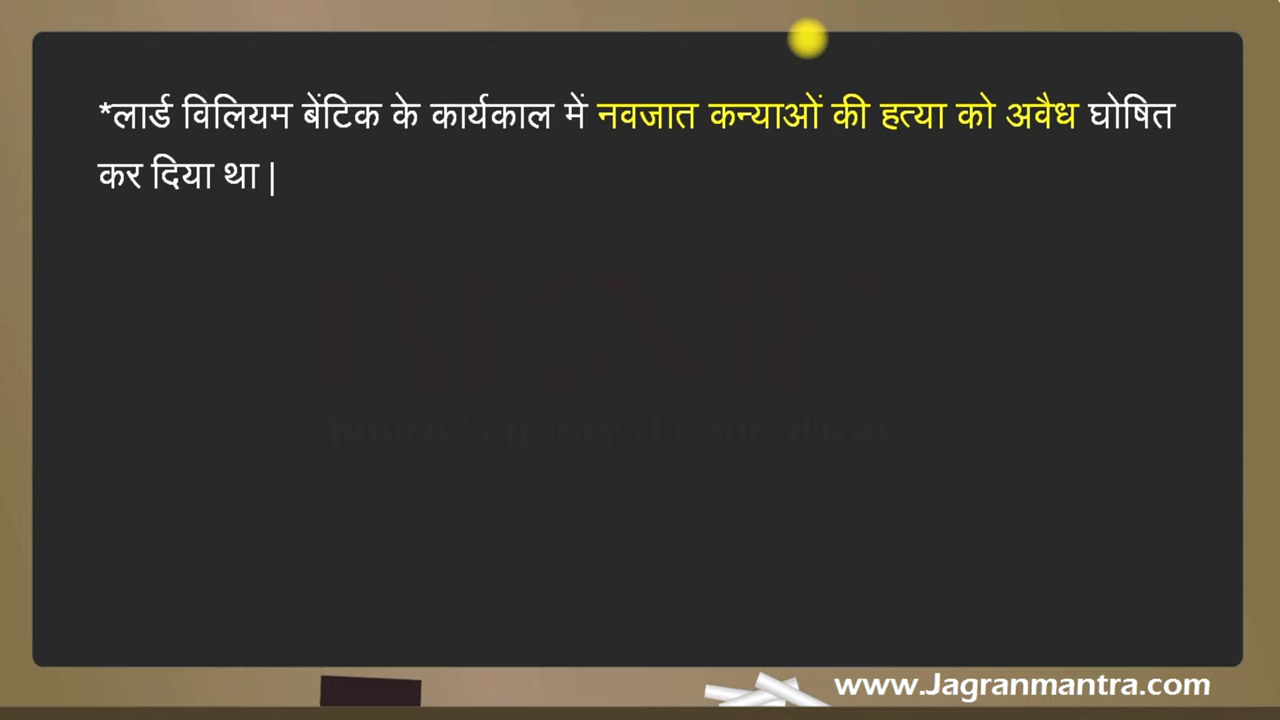 *लार्ड विलियम बेंटिक के कार्यकाल में नवजात कन्याओं की हत्या को अवैध घोषित
कर दिया था |
www.Jagranmantra.com